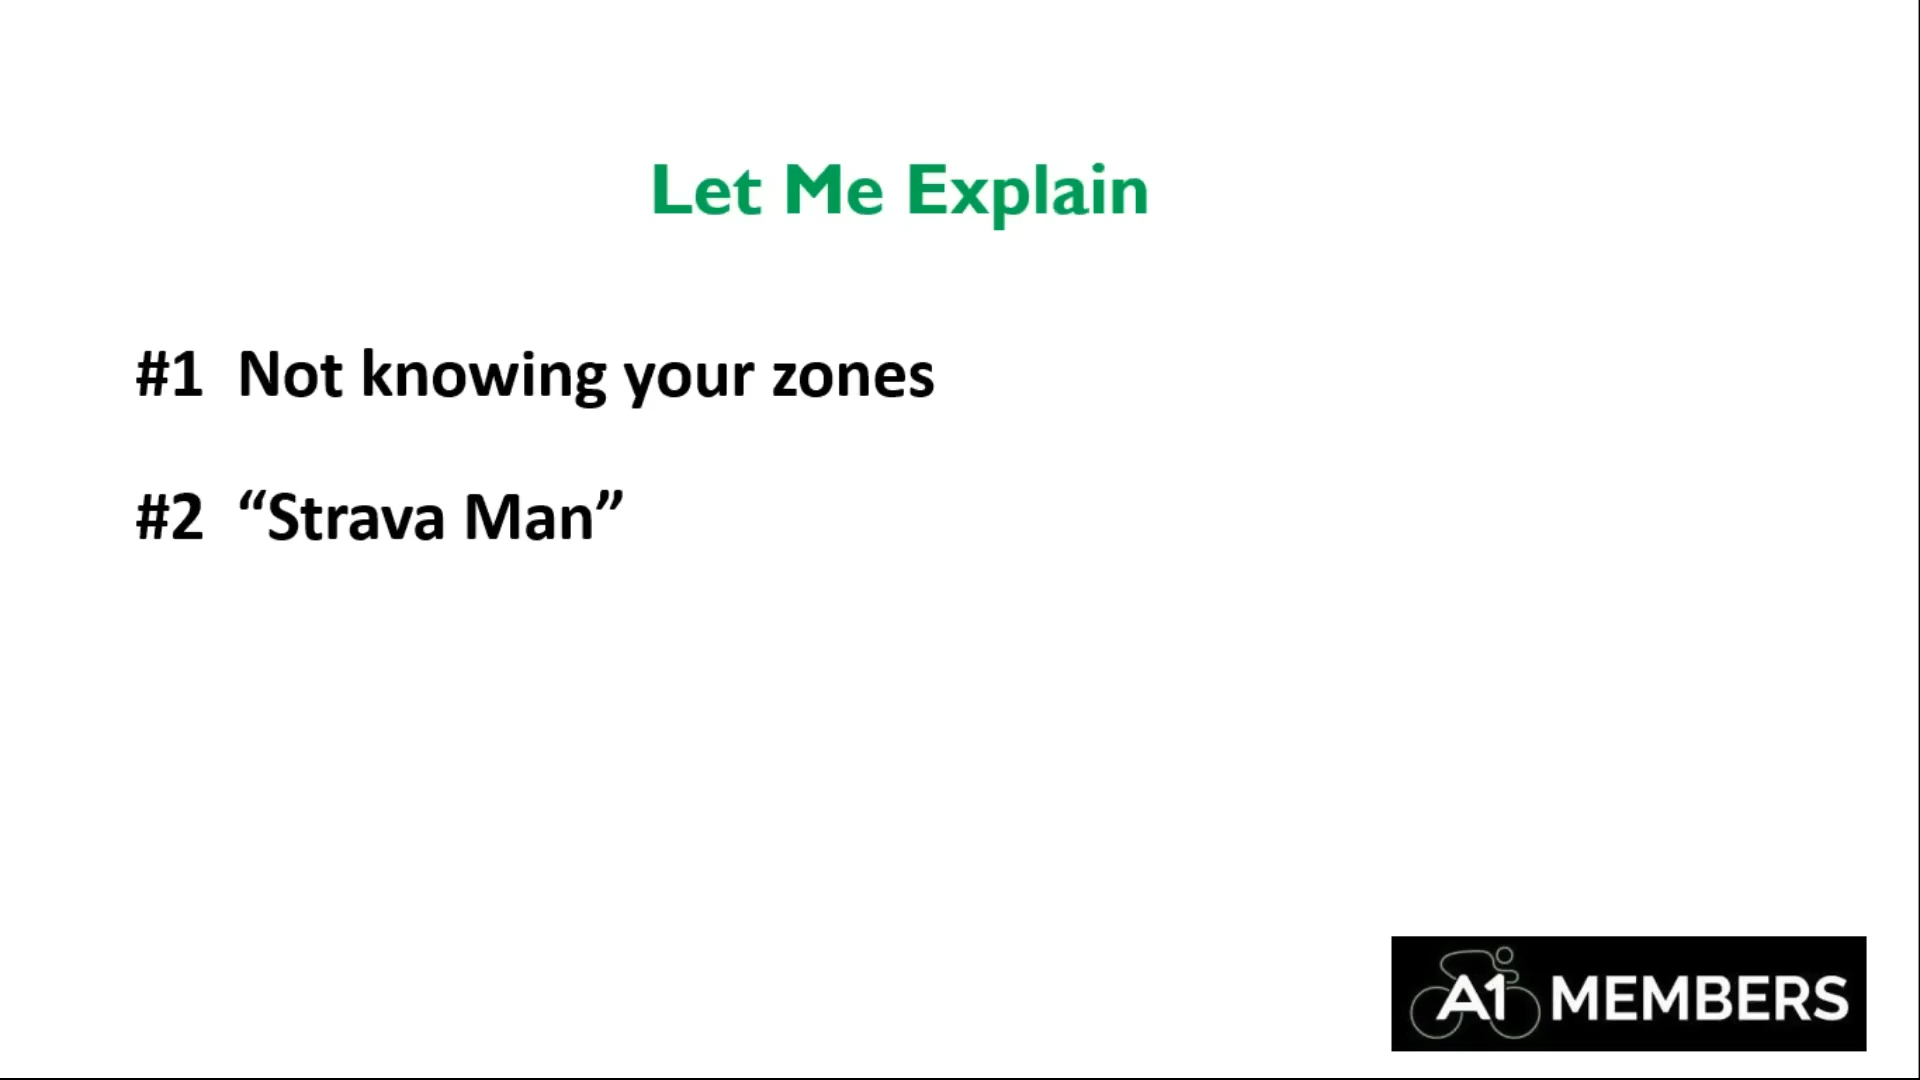 Let Me Explain
#1 Not knowing your zones
#2 “Strava Man”
A1 MEMBERS